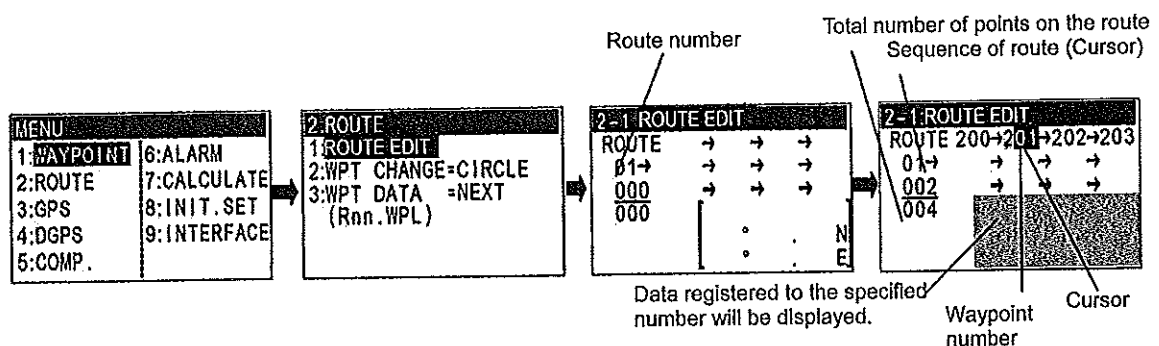 Total number of points on the route
Route number
Sequence of route (Cursor)
MENU
1:WAYPOINT 6:ALARM
2:ROUTE 7:CALCULATE
3:GPS 8:INIT.SET
4:DGPS 9:INTERFACE
5:COMP.
2.ROUTE
1:ROUTE EDIT
2:WPT CHANGE=CIRCLE
3:WPT DATA =NEXT
(Rnn.WPL)
2-1:ROUTE EDIT
ROUTE → → →
01→ → → →
000 → → →
000
° . N
° . E
2-1:ROUTE EDIT
ROUTE 200→201→202→203
01→ → → →
002 → → →
004
Data registered to the specified
number will be displayed.
Waypoint
number
Cursor